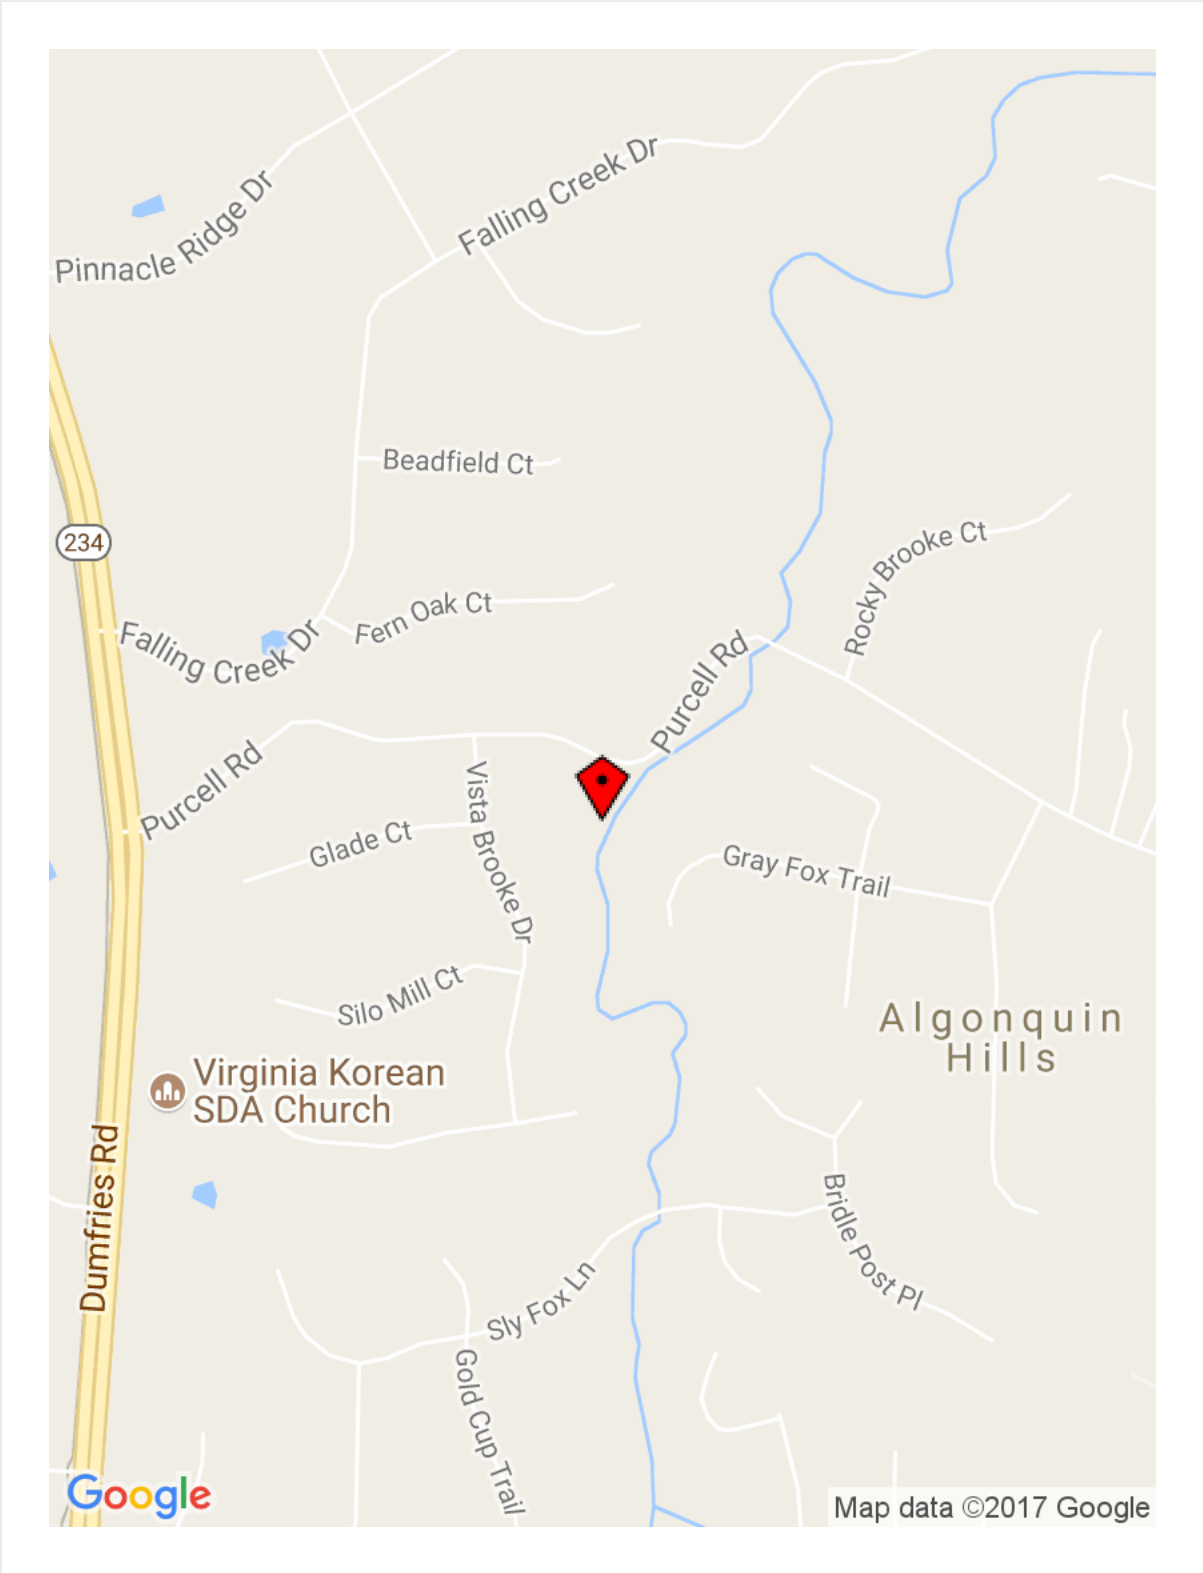 Falling Creek Dr
Pinnacle Ridge Dr
Beadfield Ct
Rocky Brooke Ct
234
Fern Oak Ct
Falling Creek Dr
Purcell Rd
Purcell Rd
Vista Brooke Dr
Glade Ct
Gray Fox Trail
Silo Mill Ct
Algonquin
Hills
Virginia Korean
SDA Church
Dumfries Rd
Bridle Post Pl
Sly Fox Ln
Gold Cup Trail
Google
Map data ©2017 Google